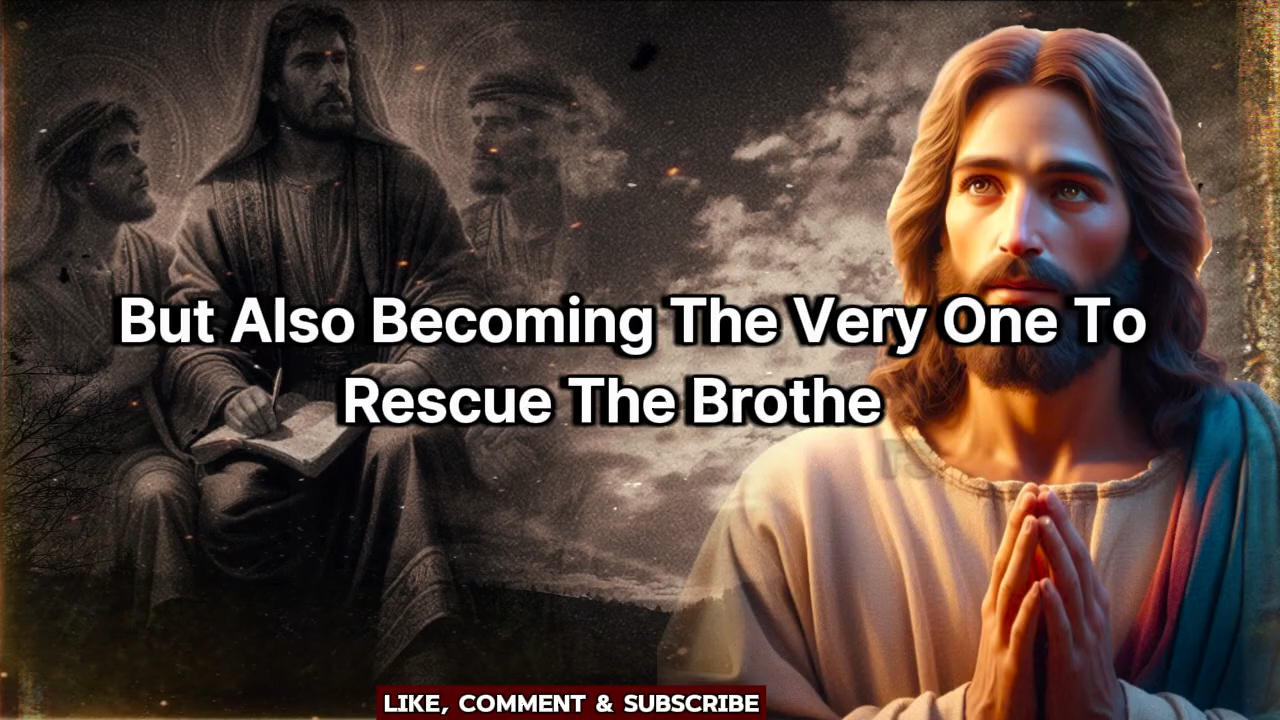 But Also Becoming The Very One To
Rescue The Brothe
LIKE, COMMENT & SUBSCRIBE